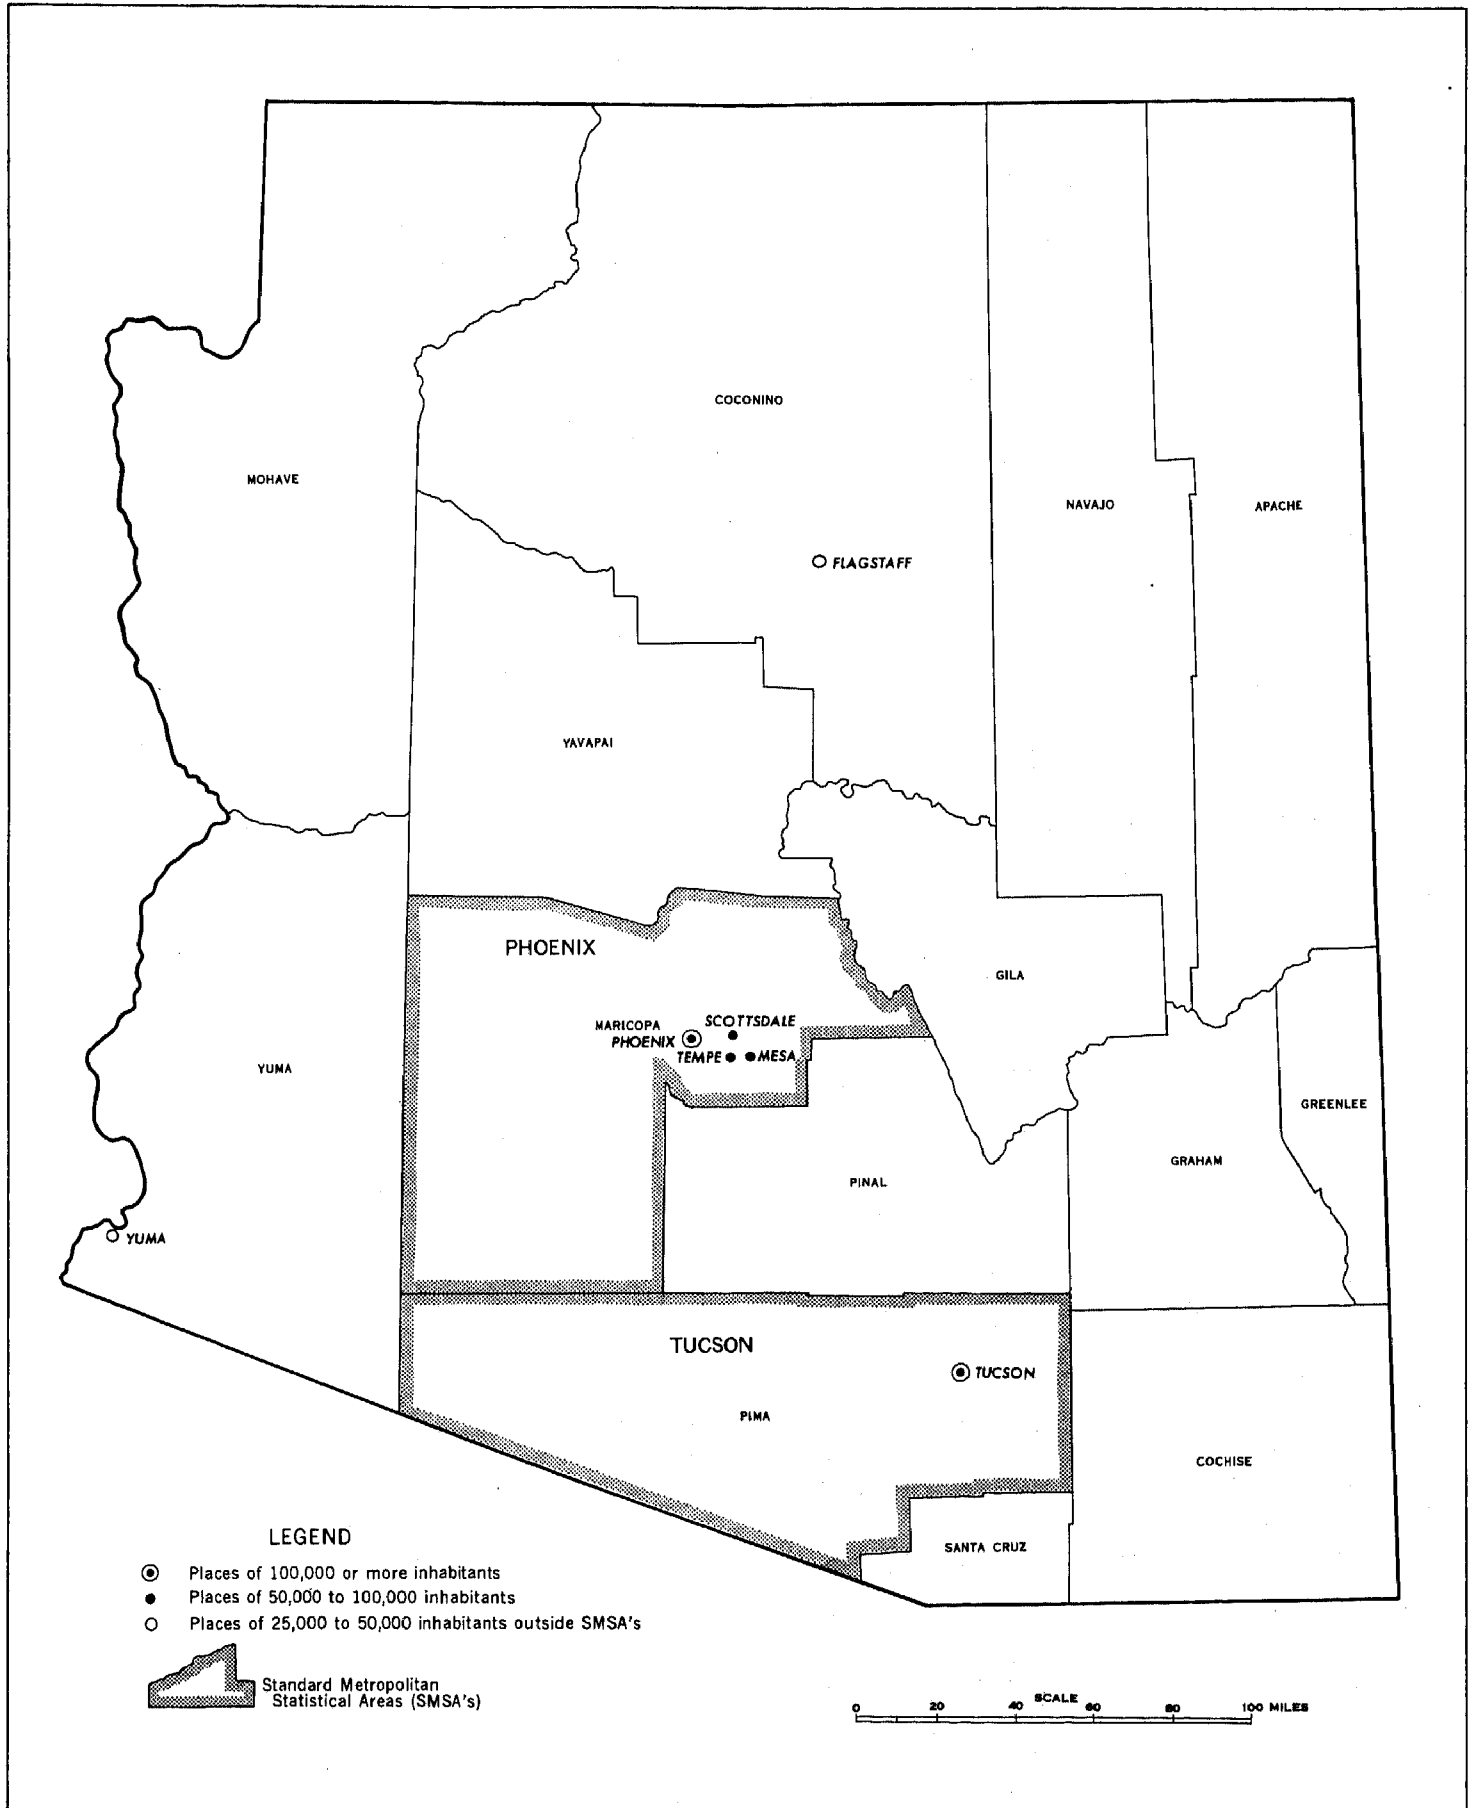 COCONINO
MOHAVE
NAVAJO
APACHE
FLAGSTAFF
YAVAPAI
PHOENIX
GILA
MARICOPA
SCOTTSDALE
PHOENIX
TEMPE
MESA
YUMA
GREENLEE
GRAHAM
PINAL
YUMA
TUCSON
TUCSON
PIMA
COCHISE
SANTA CRUZ
LEGEND
Places of 100,000 or more inhabitants
Places of 50,000 to 100,000 inhabitants
Places of 25,000 to 50,000 inhabitants outside SMSA's
Standard Metropolitan
Statistical Areas (SMSA's)
SCALE
0 20 40 60 80 100 MILES